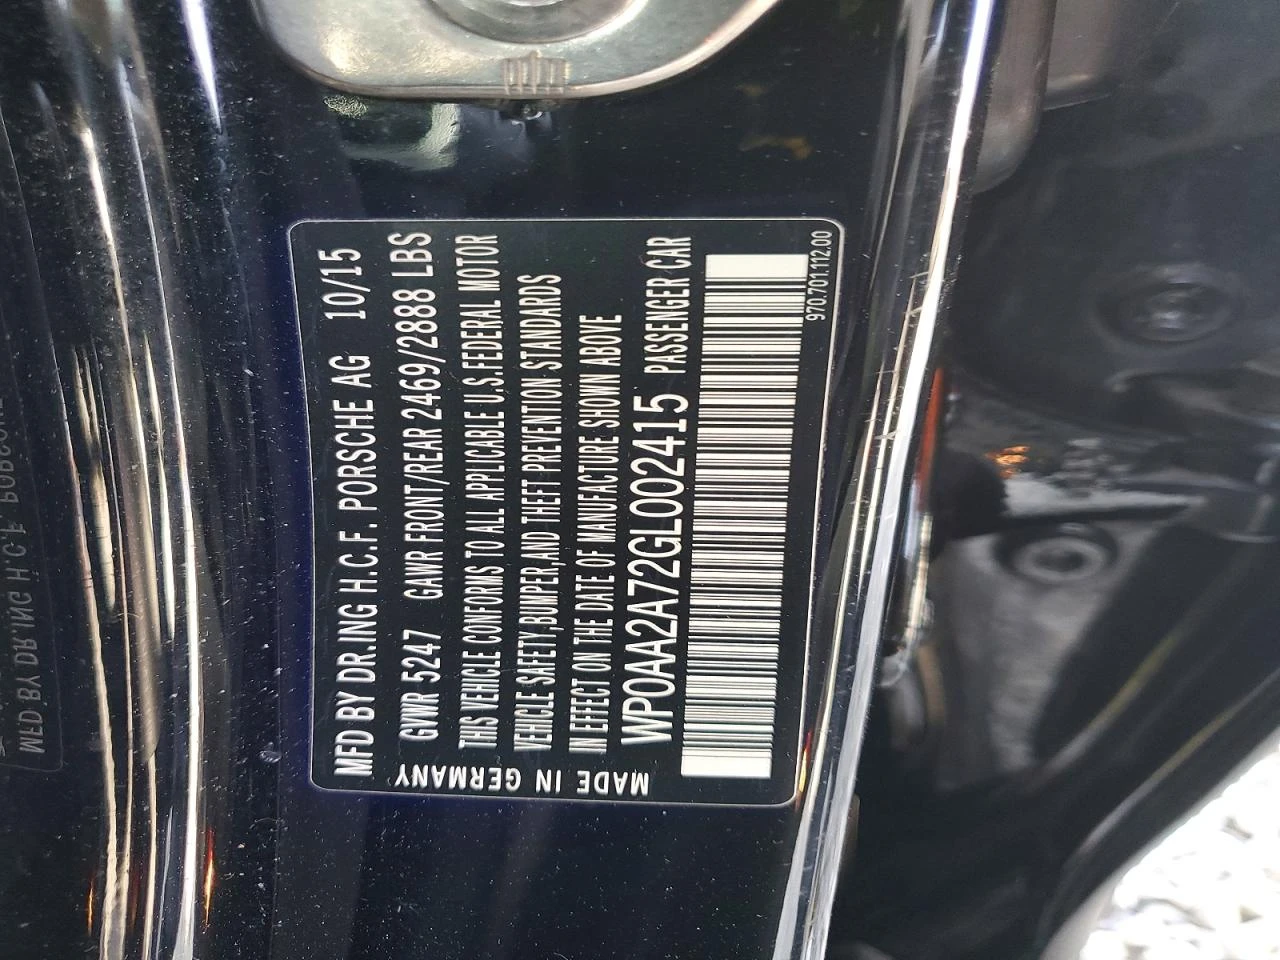 MFD BY DR.ING H.C.F. PORSCHE AG 10/15
GVWR 5247 GAWR FRONT/REAR 2469/2888 LBS
THIS VEHICLE CONFORMS TO ALL APPLICABLE U.S.FEDERAL MOTOR
VEHICLE SAFETY,BUMPER,AND THEFT PREVENTION STANDARDS
IN EFFECT ON THE DATE OF MANUFACTURE SHOWN ABOVE
WP0AA2A72GL002415 PASSENGER CAR
970.701.112.00
MADE IN GERMANY